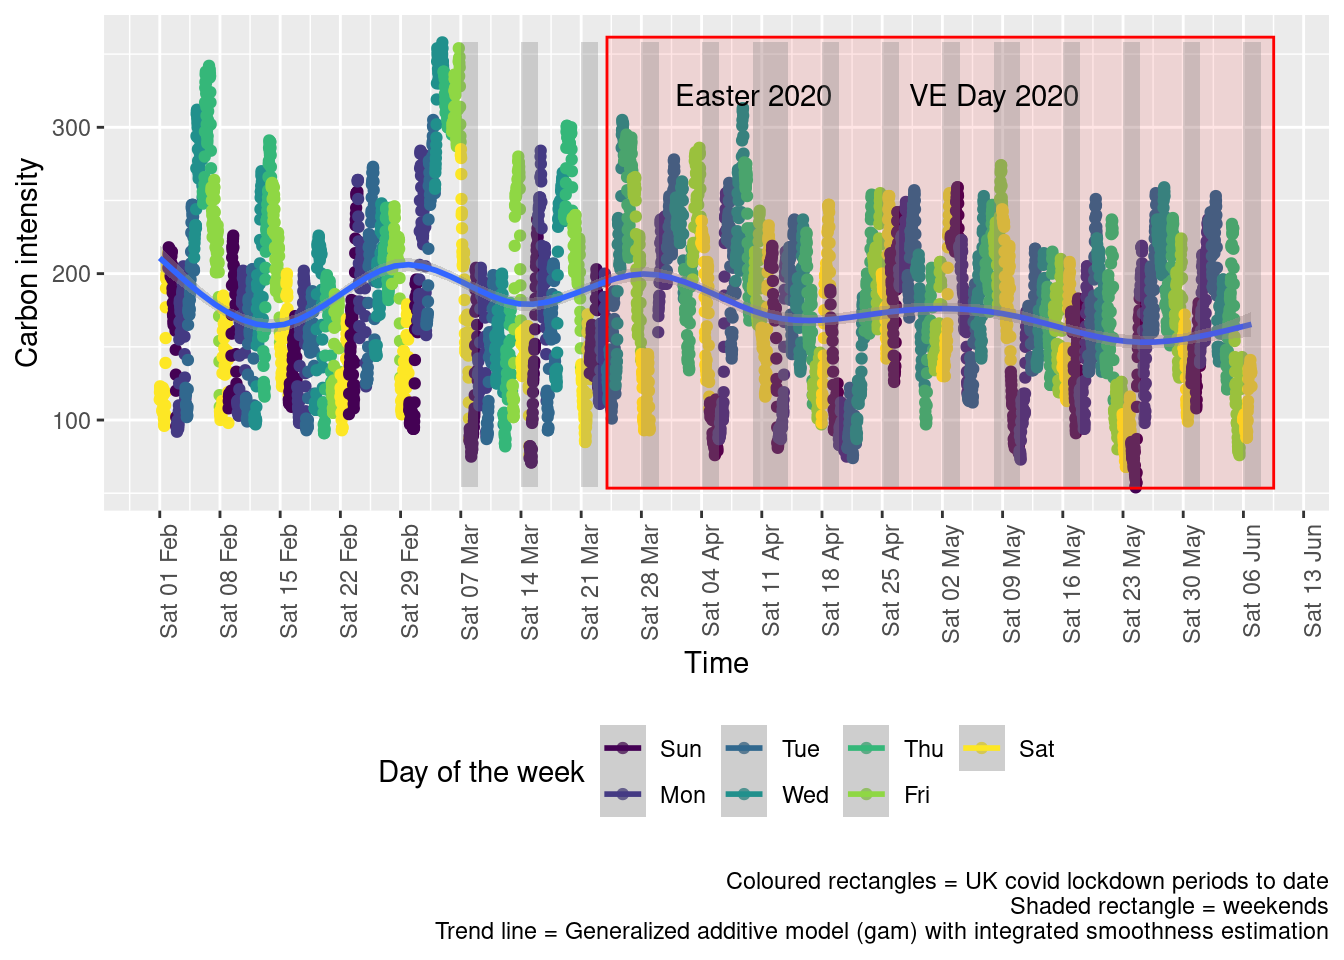 Carbon intensity
300
200
100
Easter 2020
VE Day 2020
Sat 01 Feb
Sat 08 Feb
Sat 15 Feb
Sat 22 Feb
Sat 29 Feb
Sat 07 Mar
Sat 14 Mar
Sat 21 Mar
Sat 28 Mar
Sat 04 Apr
Sat 11 Apr
Sat 18 Apr
Sat 25 Apr
Sat 02 May
Sat 09 May
Sat 16 May
Sat 23 May
Sat 30 May
Sat 06 Jun
Sat 13 Jun
Time
Day of the week
Sun
Tue
Thu
Sat
Mon
Wed
Fri
Coloured rectangles = UK covid lockdown periods to date
Shaded rectangle = weekends
Trend line = Generalized additive model (gam) with integrated smoothness estimation